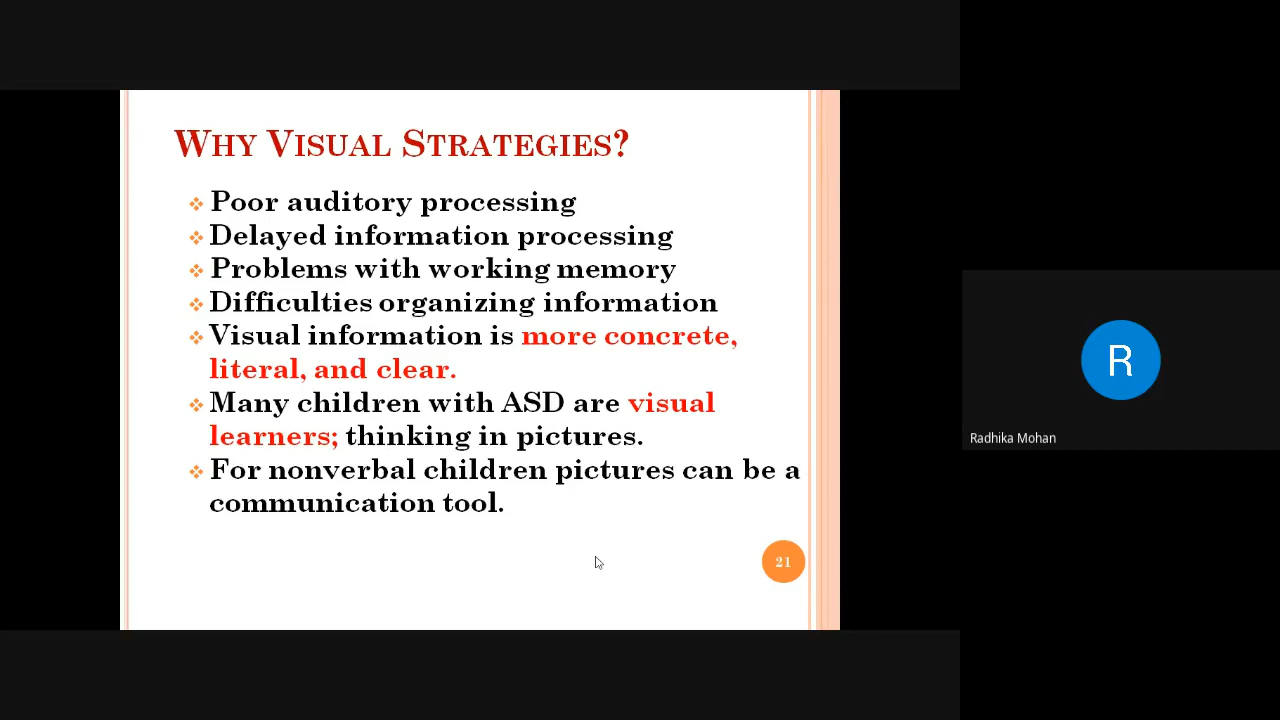 WHY VISUAL STRATEGIES?
Poor auditory processing
Delayed information processing
Problems with working memory
Difficulties organizing information
Visual information is more concrete,
literal, and clear.
Many children with ASD are visual
learners; thinking in pictures.
For nonverbal children pictures can be a
communication tool.
21
R
Radhika Mohan